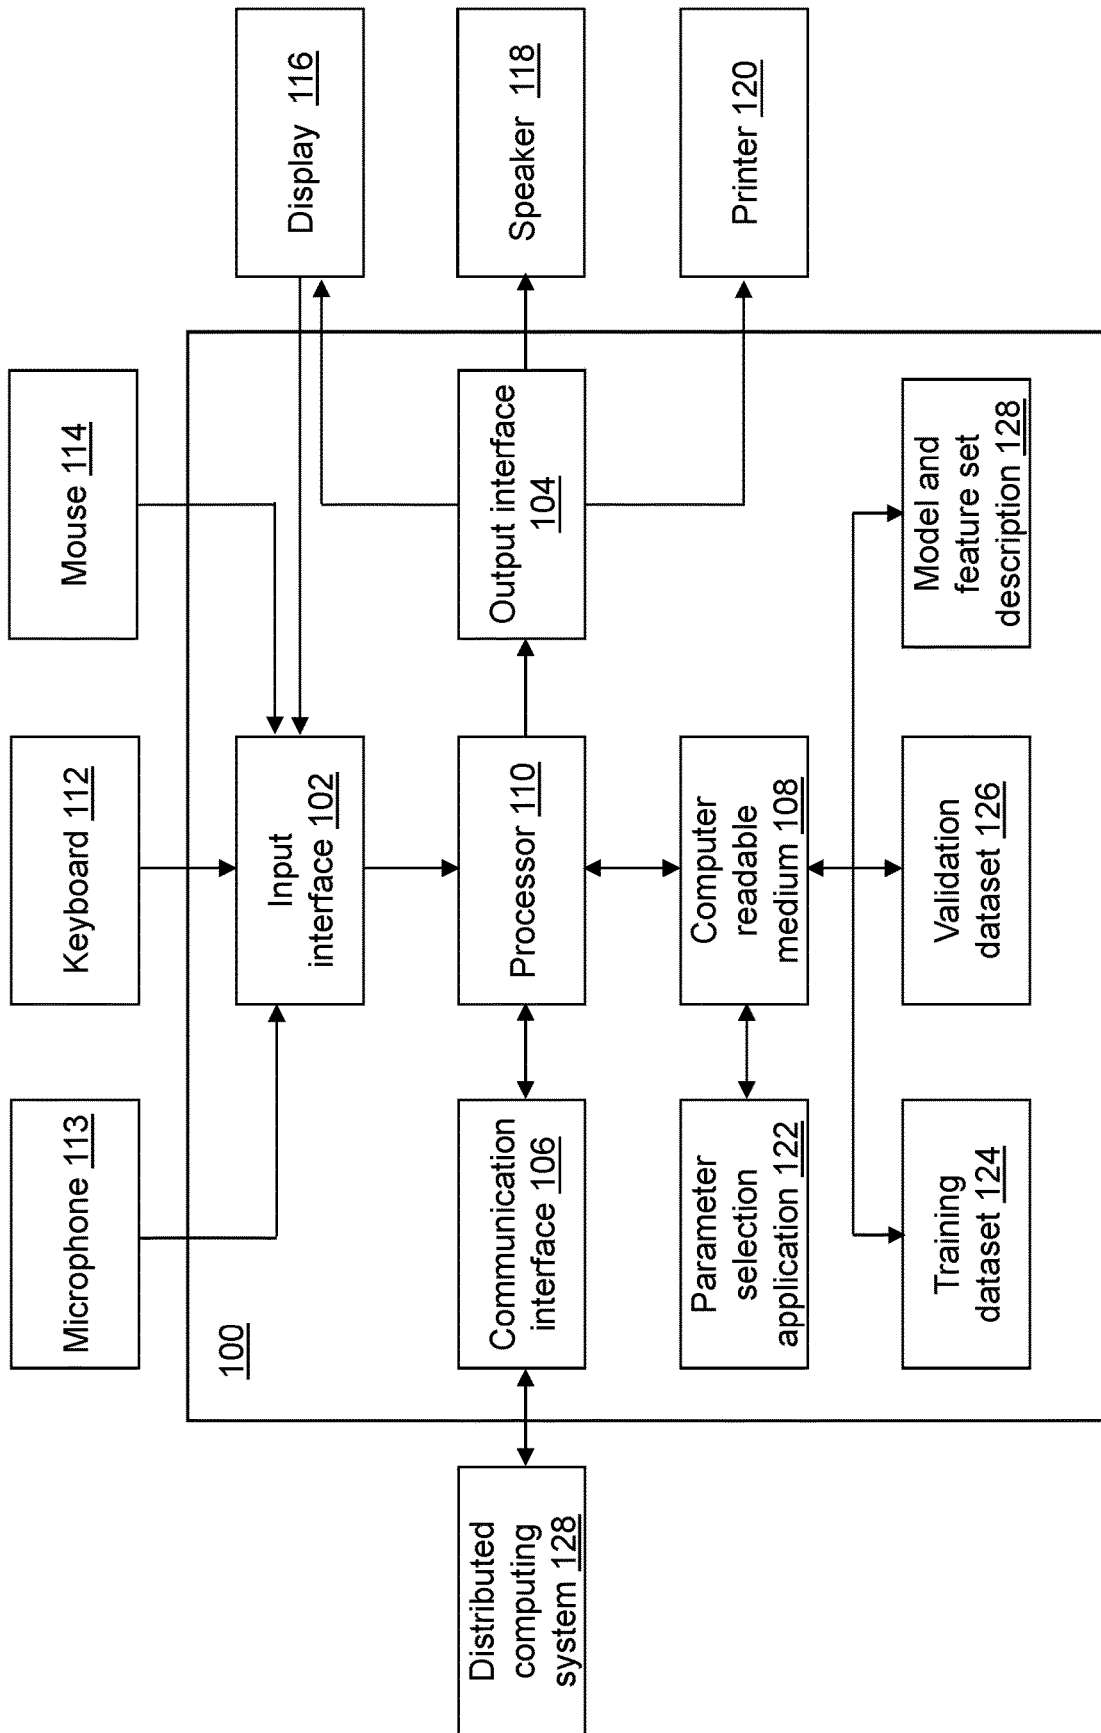 Microphone 113
Keyboard 112
Mouse 114
100
Input
interface 102
Display 116
Distributed
computing
system 128
Communication
interface 106
Processor 110
Output interface
104
Speaker 118
Parameter
selection
application 122
Computer
readable
medium 108
Printer 120
Training
dataset 124
Validation
dataset 126
Model and
feature set
description 128